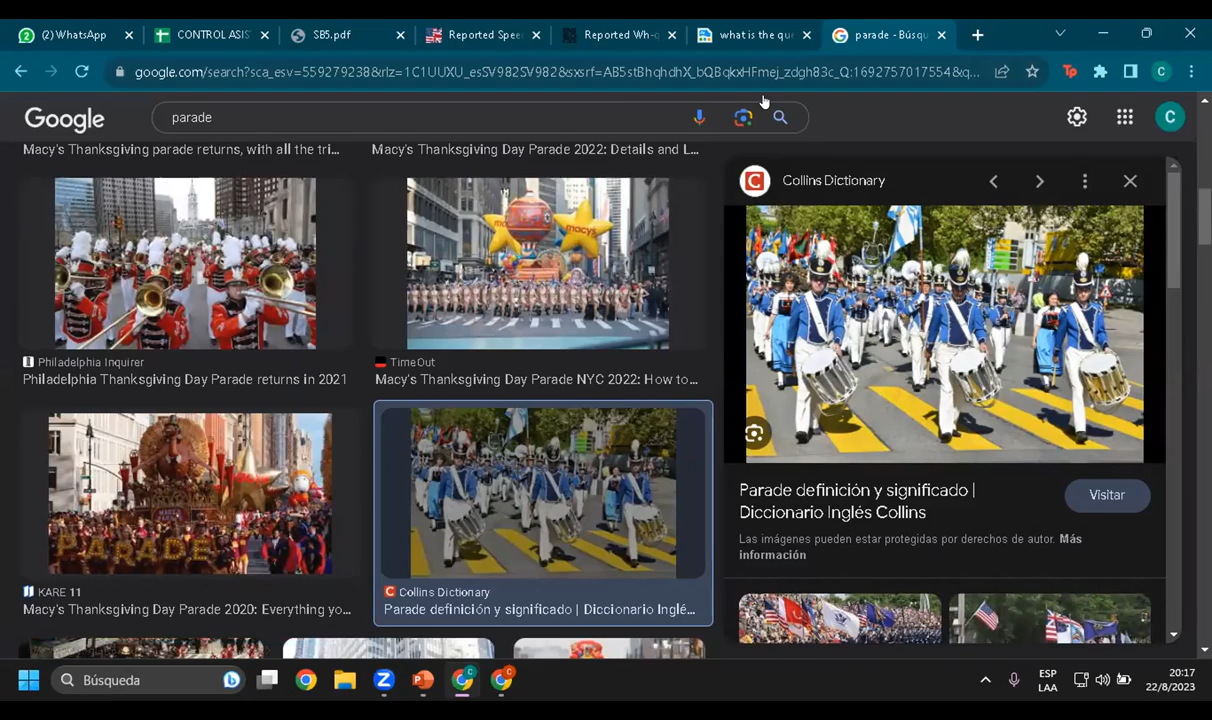 (2) WhatsApp
CONTROL ASIS
SB5.pdf
Reported Spee
Reported Wh-q
what is the que
parade - Búsqu
google.com/search?sca_esv=559279238&rlz=1C1UUXU_esSV982SV982&sxsrf=AB5stBhqhdhX_bQBqkxHFmej_zdgh83c_Q:1692757017554&q...
Tp
C
Google
parade
C
Macy's Thanksgiving parade returns, with all the tri...
Macy's Thanksgiving Day Parade 2022: Details and L...
C
Collins Dictionary
macy's
Philadelphia Inquirer
Philadelphia Thanksgiving Day Parade returns in 2021
TimeOut
Macy's Thanksgiving Day Parade NYC 2022: How to...
PARADE
KARE 11
Macy's Thanksgiving Day Parade 2020: Everything yo...
Collins Dictionary
Parade definición y significado | Diccionario Inglé...
Parade definición y significado |
Diccionario Inglés Collins
Visitar
Las imágenes pueden estar protegidas por derechos de autor. Más
información
Búsqueda
ESP
LAA
20:17
22/8/2023